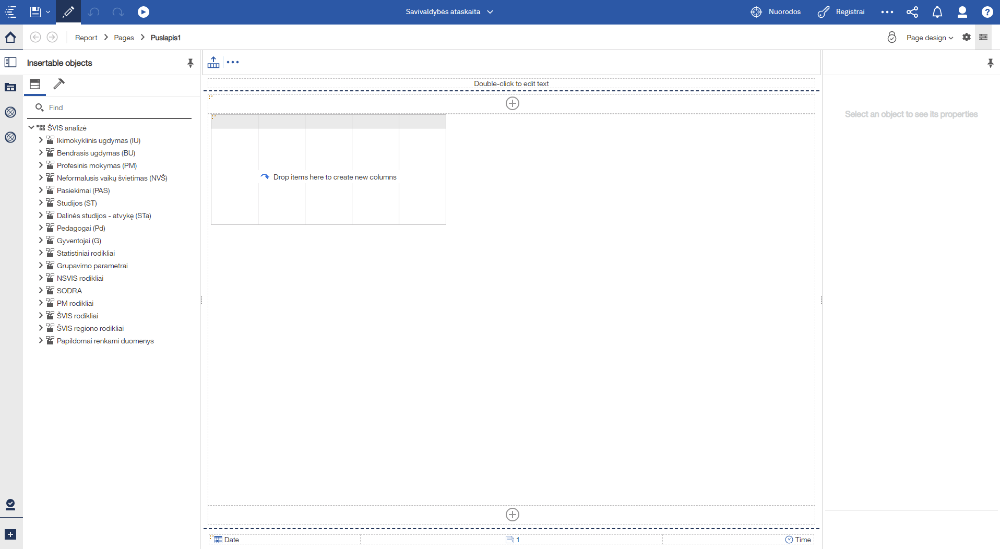 Savivaldybės ataskaita
Nuorodos
Registrai
Report
Pages
Puslapis1
Page design
Insertable objects
Find
ŠVIS analizė
Ikimokyklinis ugdymas (IU)
Bendrasis ugdymas (BU)
Profesinis mokymas (PM)
Neformalusis vaikų švietimas (NVŠ)
Pasiekimai (PAS)
Studijos (ST)
Dalinės studijos - atvykę (STa)
Pedagogai (Pd)
Gyventojai (G)
Statistiniai rodikliai
Grupavimo parametrai
NSVIS rodikliai
SODRA
PM rodikliai
ŠVIS rodikliai
ŠVIS regiono rodikliai
Papildomai renkami duomenys
Double-click to edit text
Drop items here to create new columns
Date
1
Time
Select an object to see its properties